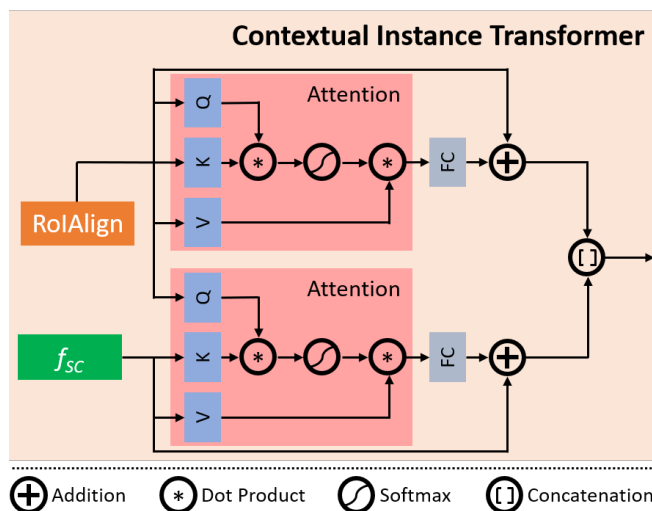 Contextual Instance Transformer
Attention
Q
K
V
FC
RoIAlign
[ ]
Attention
Q
K
V
FC
f_SC
Addition
Dot Product
Softmax
Concatenation